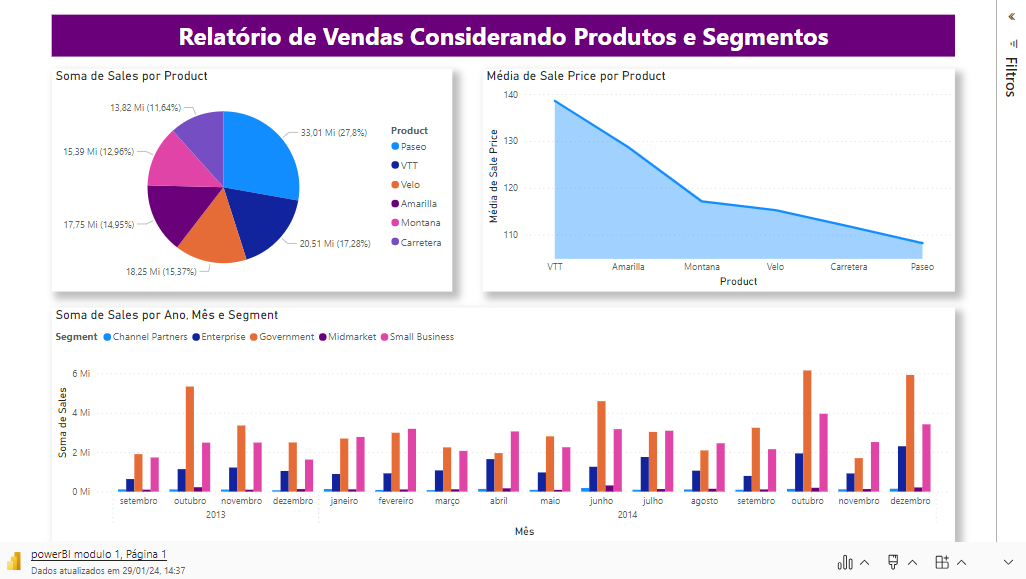 Relatório de Vendas Considerando Produtos e Segmentos
Filtros
Soma de Sales por Product
13,82 Mi (11,64%)
15,39 Mi (12,96%)
17,75 Mi (14,95%)
18,25 Mi (15,37%)
33,01 Mi (27,8%)
20,51 Mi (17,28%)
Product
Paseo
VTT
Velo
Amarilla
Montana
Carretera
Média de Sale Price por Product
Média de Sale Price
140
130
120
110
VTT Amarilla Montana Velo Carretera Paseo
Product
Soma de Sales por Ano, Mês e Segment
Segment Channel Partners Enterprise Government Midmarket Small Business
Soma de Sales
6 Mi
4 Mi
2 Mi
0 Mi
setembro outubro novembro dezembro janeiro fevereiro março abril maio junho julho agosto setembro outubro novembro dezembro
2013 2014
Mês
powerBI modulo 1, Página 1
Dados atualizados em 29/01/24, 14:37